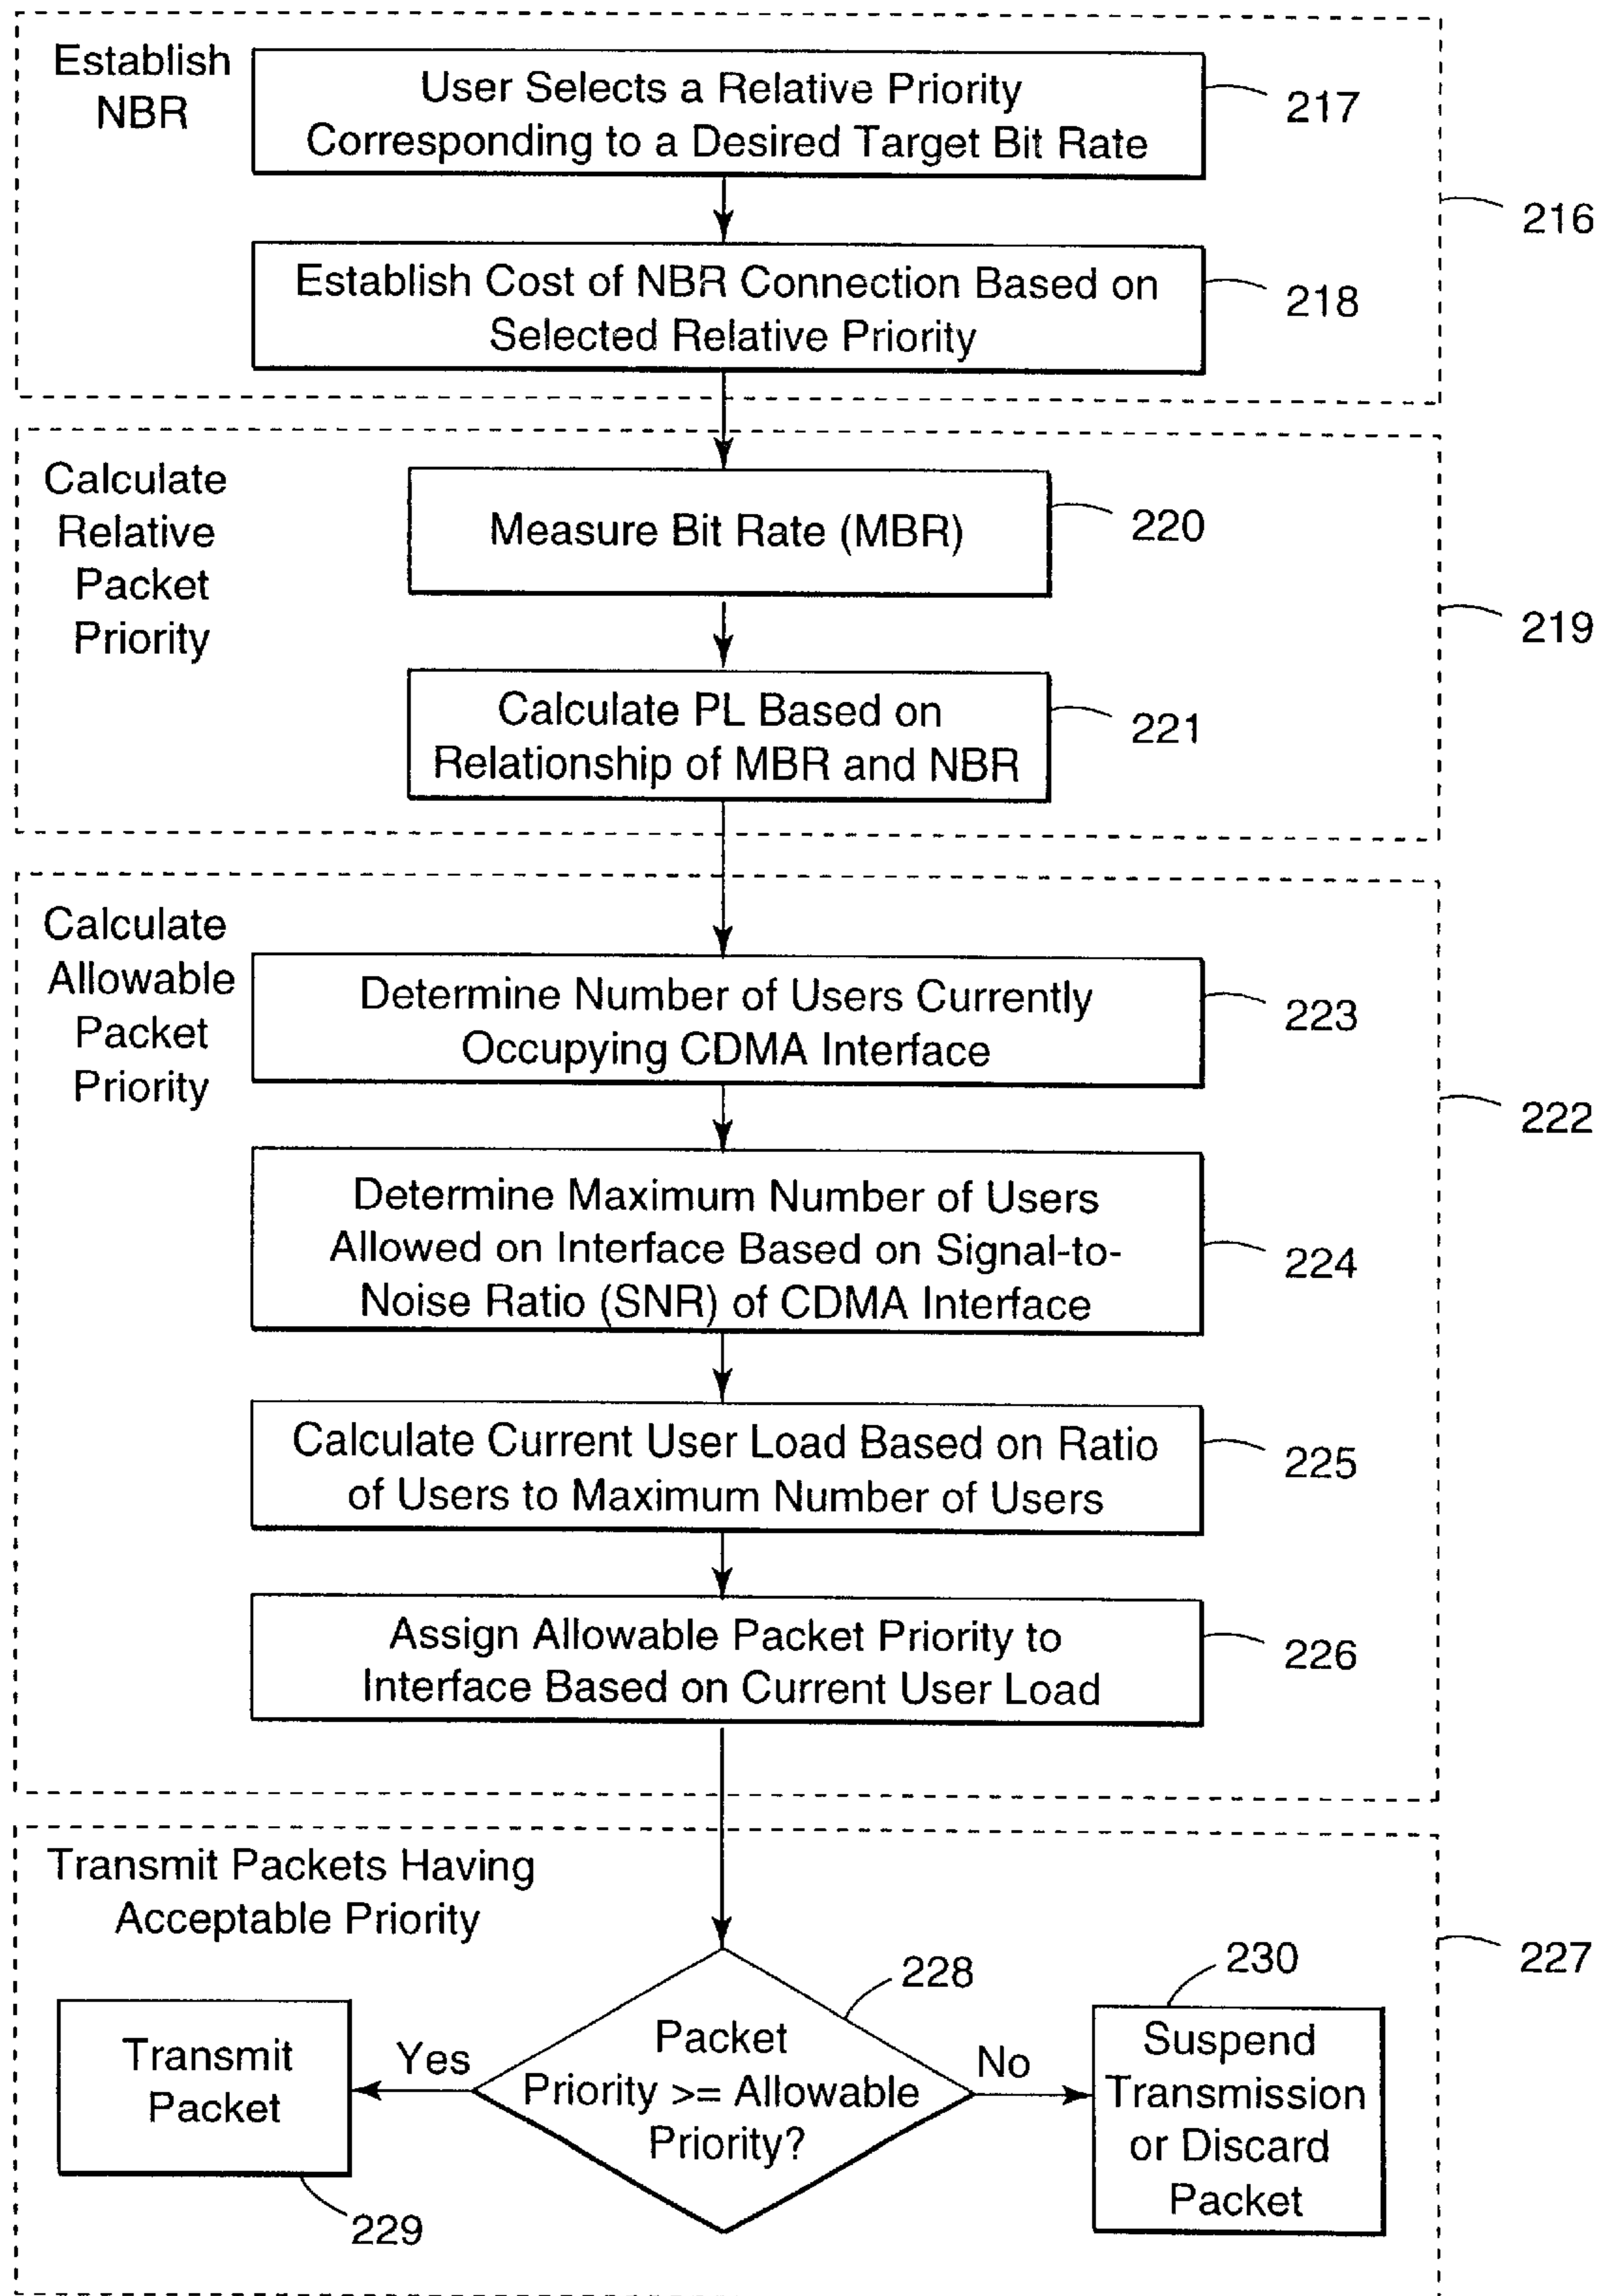 Establish
NBR
User Selects a Relative Priority
Corresponding to a Desired Target Bit Rate
217
216
Establish Cost of NBR Connection Based on
Selected Relative Priority
218
Calculate
Relative
Packet
Priority
Measure Bit Rate (MBR)
220
219
Calculate PL Based on
Relationship of MBR and NBR
221
Calculate
Allowable
Packet
Priority
Determine Number of Users Currently
Occupying CDMA Interface
223
222
Determine Maximum Number of Users
Allowed on Interface Based on Signal-to-
Noise Ratio (SNR) of CDMA Interface
224
Calculate Current User Load Based on Ratio
of Users to Maximum Number of Users
225
Assign Allowable Packet Priority to
Interface Based on Current User Load
226
Transmit Packets Having
Acceptable Priority
227
228
Packet
Priority >= Allowable
Priority?
Yes
Transmit
Packet
229
No
230
Suspend
Transmission
or Discard
Packet